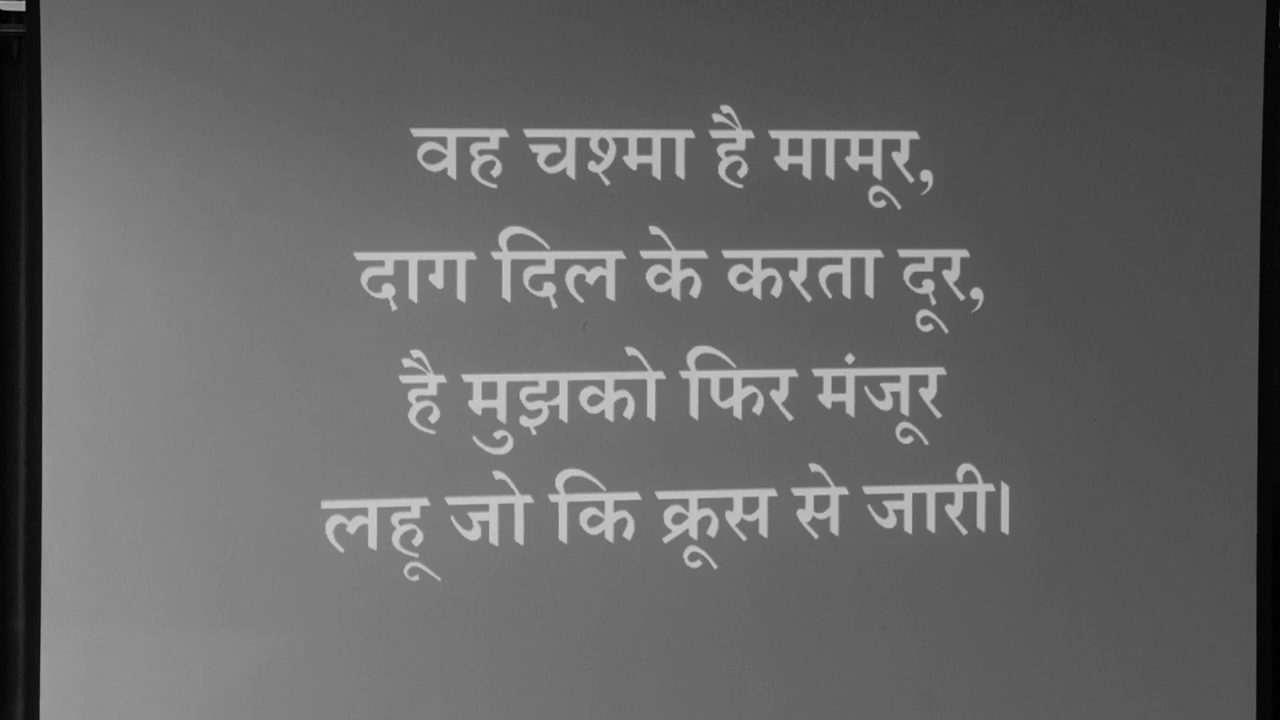 वह चश्मा है मामूर,
दाग दिल के करता दूर,
है मुझको फिर मंजूर
लहू जो कि क्रूस से जारी।